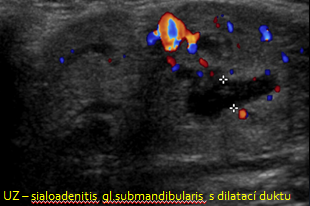 UZ – sialoadenitis gl.submandibularis s dilatací duktu